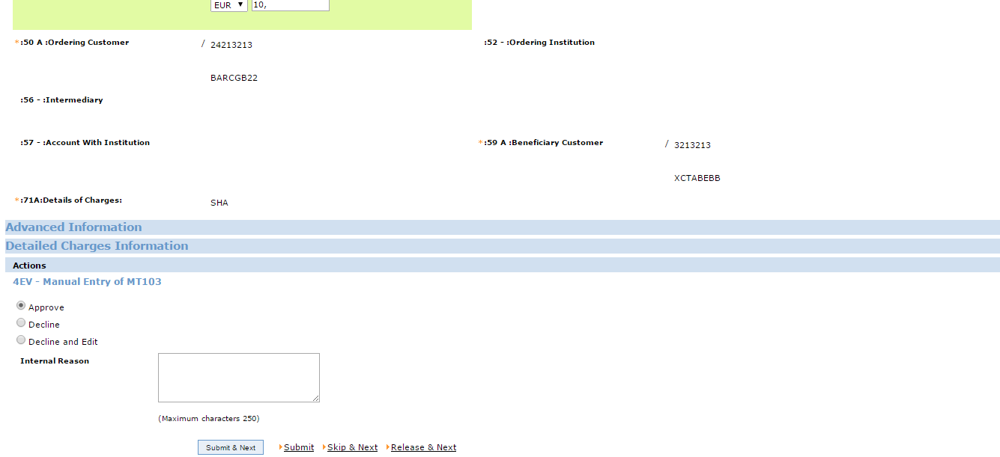 EUR 10,
*:50 A :Ordering Customer / 24213213 :52 - :Ordering Institution
BARCGB22
:56 - :Intermediary
:57 - :Account With Institution *:59 A :Beneficiary Customer / 3213213
XCTABEBB
*:71A:Details of Charges: SHA
Advanced Information
Detailed Charges Information
Actions
4EV - Manual Entry of MT103
Approve
Decline
Decline and Edit
Internal Reason
(Maximum characters 250)
Submit & Next Submit Skip & Next Release & Next